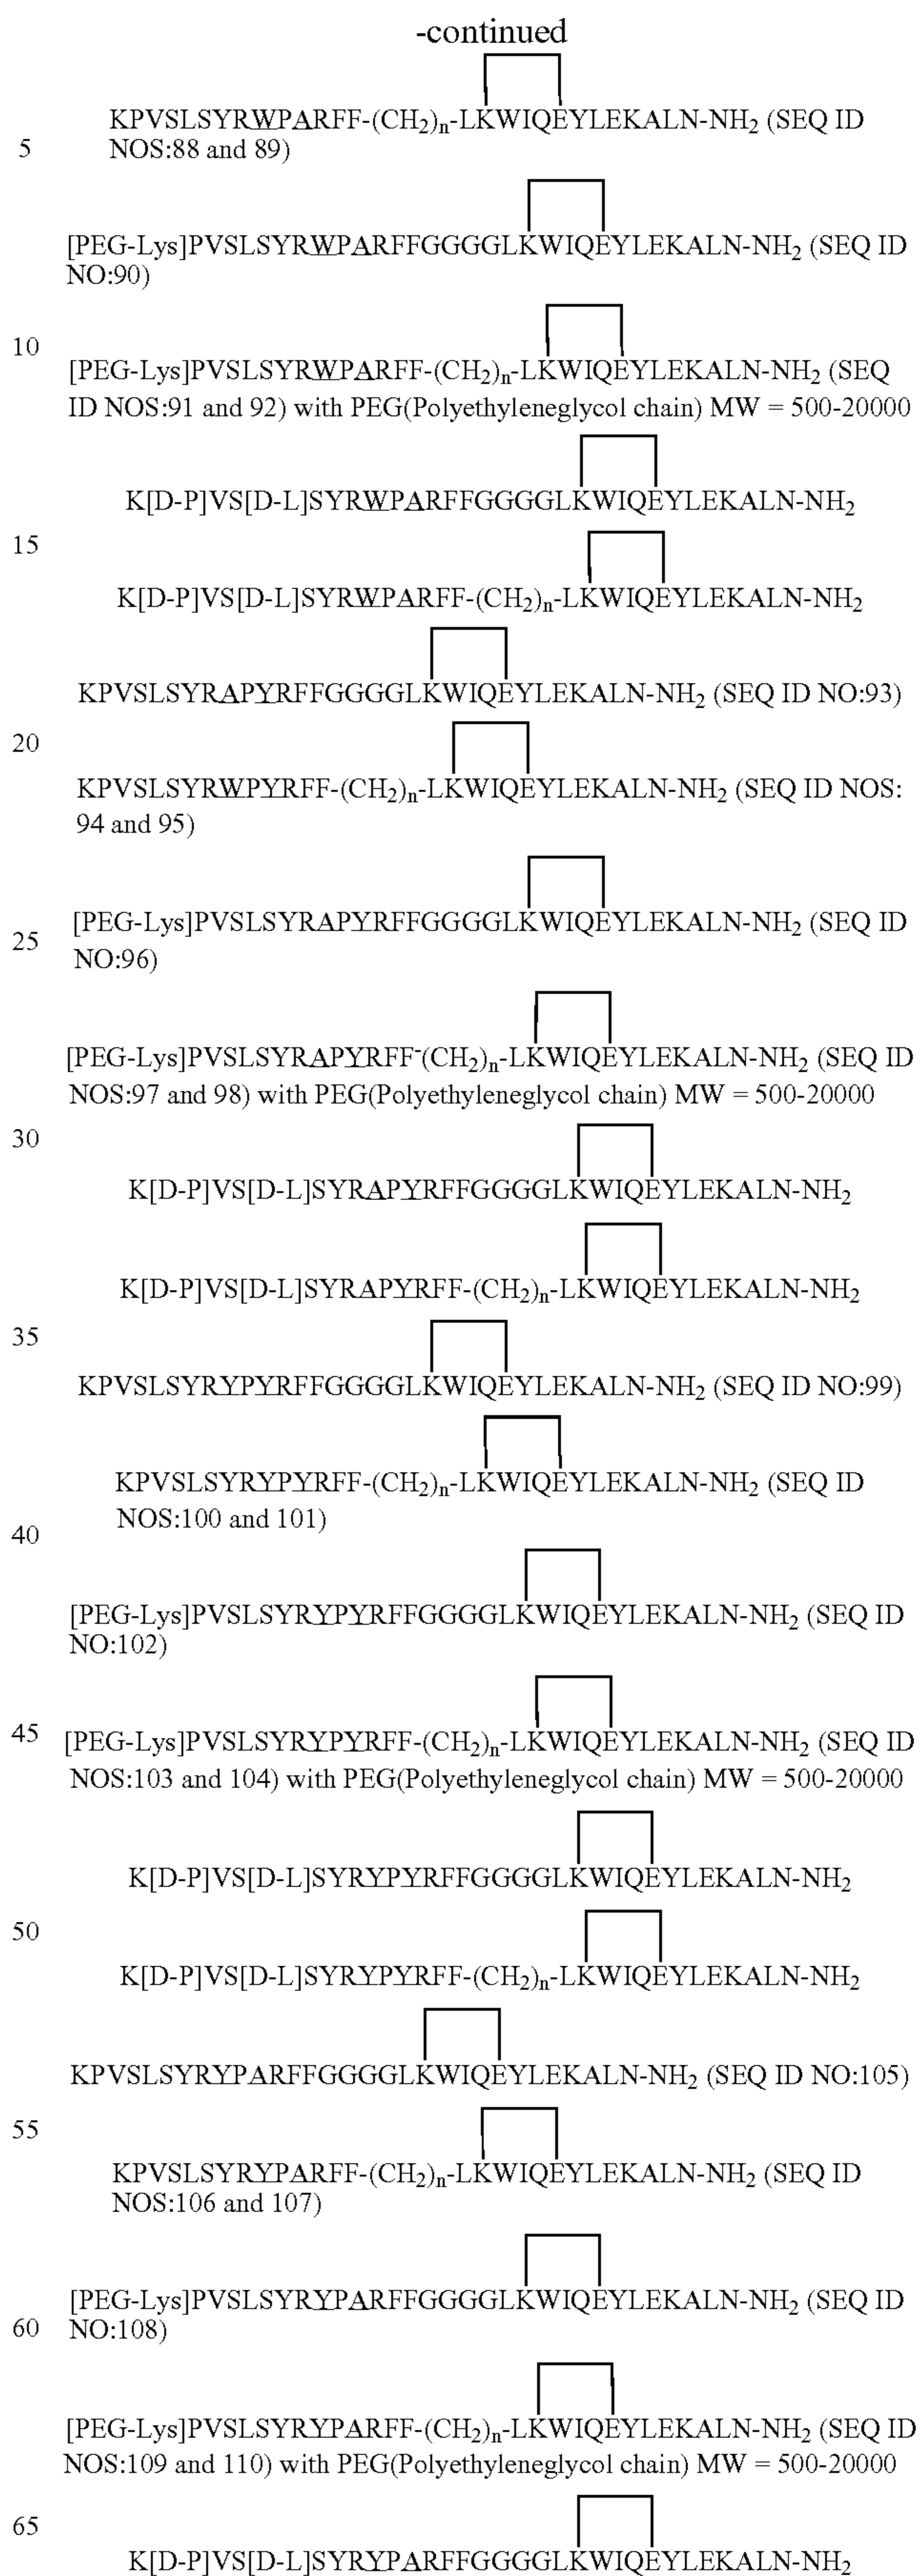 -continued
KPVSLSYRWPARFF-(CH2)n-LKWIQEYLEKALN-NH2 (SEQ ID
5 NOS:88 and 89)
[PEG-Lys]PVSLSYRWPARFFGGGGLKWIQEYLEKALN-NH2 (SEQ ID
NO:90)
10
[PEG-Lys]PVSLSYRWPARFF-(CH2)n-LKWIQEYLEKALN-NH2 (SEQ
ID NOS:91 and 92) with PEG(Polyethyleneglycol chain) MW = 500-20000
K[D-P]VS[D-L]SYRWPARFFGGGGLKWIQEYLEKALN-NH2
15
K[D-P]VS[D-L]SYRWPARFF-(CH2)n-LKWIQEYLEKALN-NH2
KPVSLSYRAPYRFFGGGGLKWIQEYLEKALN-NH2 (SEQ ID NO:93)
20
KPVSLSYRWPYRFF-(CH2)n-LKWIQEYLEKALN-NH2 (SEQ ID NOS:
94 and 95)
[PEG-Lys]PVSLSYRAPYRFFGGGGLKWIQEYLEKALN-NH2 (SEQ ID
25
NO:96)
[PEG-Lys]PVSLSYRAPYRFF-(CH2)n-LKWIQEYLEKALN-NH2 (SEQ ID
NOS:97 and 98) with PEG(Polyethyleneglycol chain) MW = 500-20000
30
K[D-P]VS[D-L]SYRAPYRFFGGGGLKWIQEYLEKALN-NH2
K[D-P]VS[D-L]SYRAPYRFF-(CH2)n-LKWIQEYLEKALN-NH2
35
KPVSLSYRYPYRFFGGGGLKWIQEYLEKALN-NH2 (SEQ ID NO:99)
KPVSLSYRYPYRFF-(CH2)n-LKWIQEYLEKALN-NH2 (SEQ ID
NOS:100 and 101)
40
[PEG-Lys]PVSLSYRYPYRFFGGGGLKWIQEYLEKALN-NH2 (SEQ ID
NO:102)
45
[PEG-Lys]PVSLSYRYPYRFF-(CH2)n-LKWIQEYLEKALN-NH2 (SEQ ID
NOS:103 and 104) with PEG(Polyethyleneglycol chain) MW = 500-20000
K[D-P]VS[D-L]SYRYPYRFFGGGGLKWIQEYLEKALN-NH2
50
K[D-P]VS[D-L]SYRYPYRFF-(CH2)n-LKWIQEYLEKALN-NH2
KPVSLSYRYPARFFGGGGLKWIQEYLEKALN-NH2 (SEQ ID NO:105)
55
KPVSLSYRYPARFF-(CH2)n-LKWIQEYLEKALN-NH2 (SEQ ID
NOS:106 and 107)
[PEG-Lys]PVSLSYRYPARFFGGGGLKWIQEYLEKALN-NH2 (SEQ ID
60 NO:108)
[PEG-Lys]PVSLSYRYPARFF-(CH2)n-LKWIQEYLEKALN-NH2 (SEQ ID
NOS:109 and 110) with PEG(Polyethyleneglycol chain) MW = 500-20000
65
K[D-P]VS[D-L]SYRYPARFFGGGGLKWIQEYLEKALN-NH2